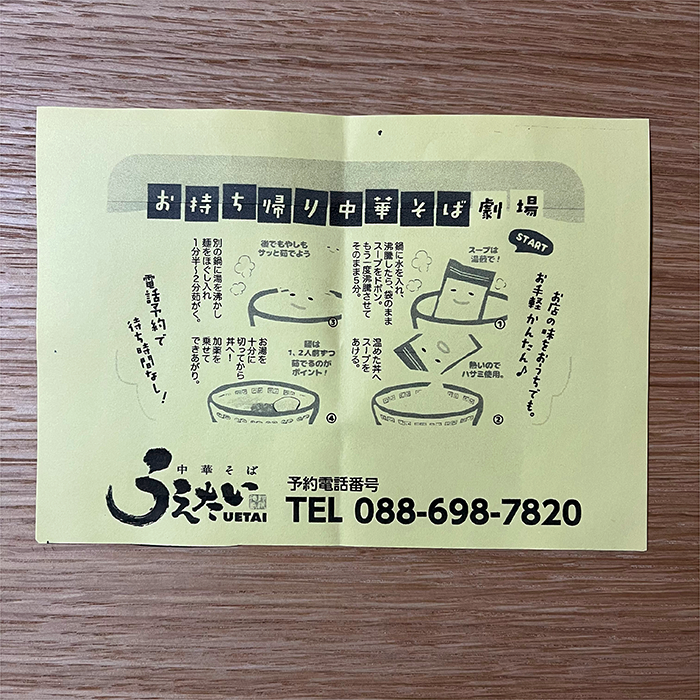 お持ち帰り中華そば劇場
START
お店の味をおうちでも。
お手軽かんたん♪
スープは
湯煎で!
鍋に水を入れ、
沸騰したら、袋のまま
スープをドボン。
もう一度沸騰させて
そのまま5分。
①
熱いので
ハサミ使用。
温めた丼へ
スープを
あける。
②
後でもやしも
サッと茹でよう
別の鍋に湯を沸かし
麺をほぐし入れ
1分半〜2分茹がく。
③
麺は
1、2人前ずつ
茹でるのが
ポイント!
お湯を
十分に
切ってから
丼へ!
加薬を
乗せて
できあがり。
④
電話予約で
待ち時間なし!
中華そば
うえたい
UETAI
予約電話番号
TEL 088-698-7820